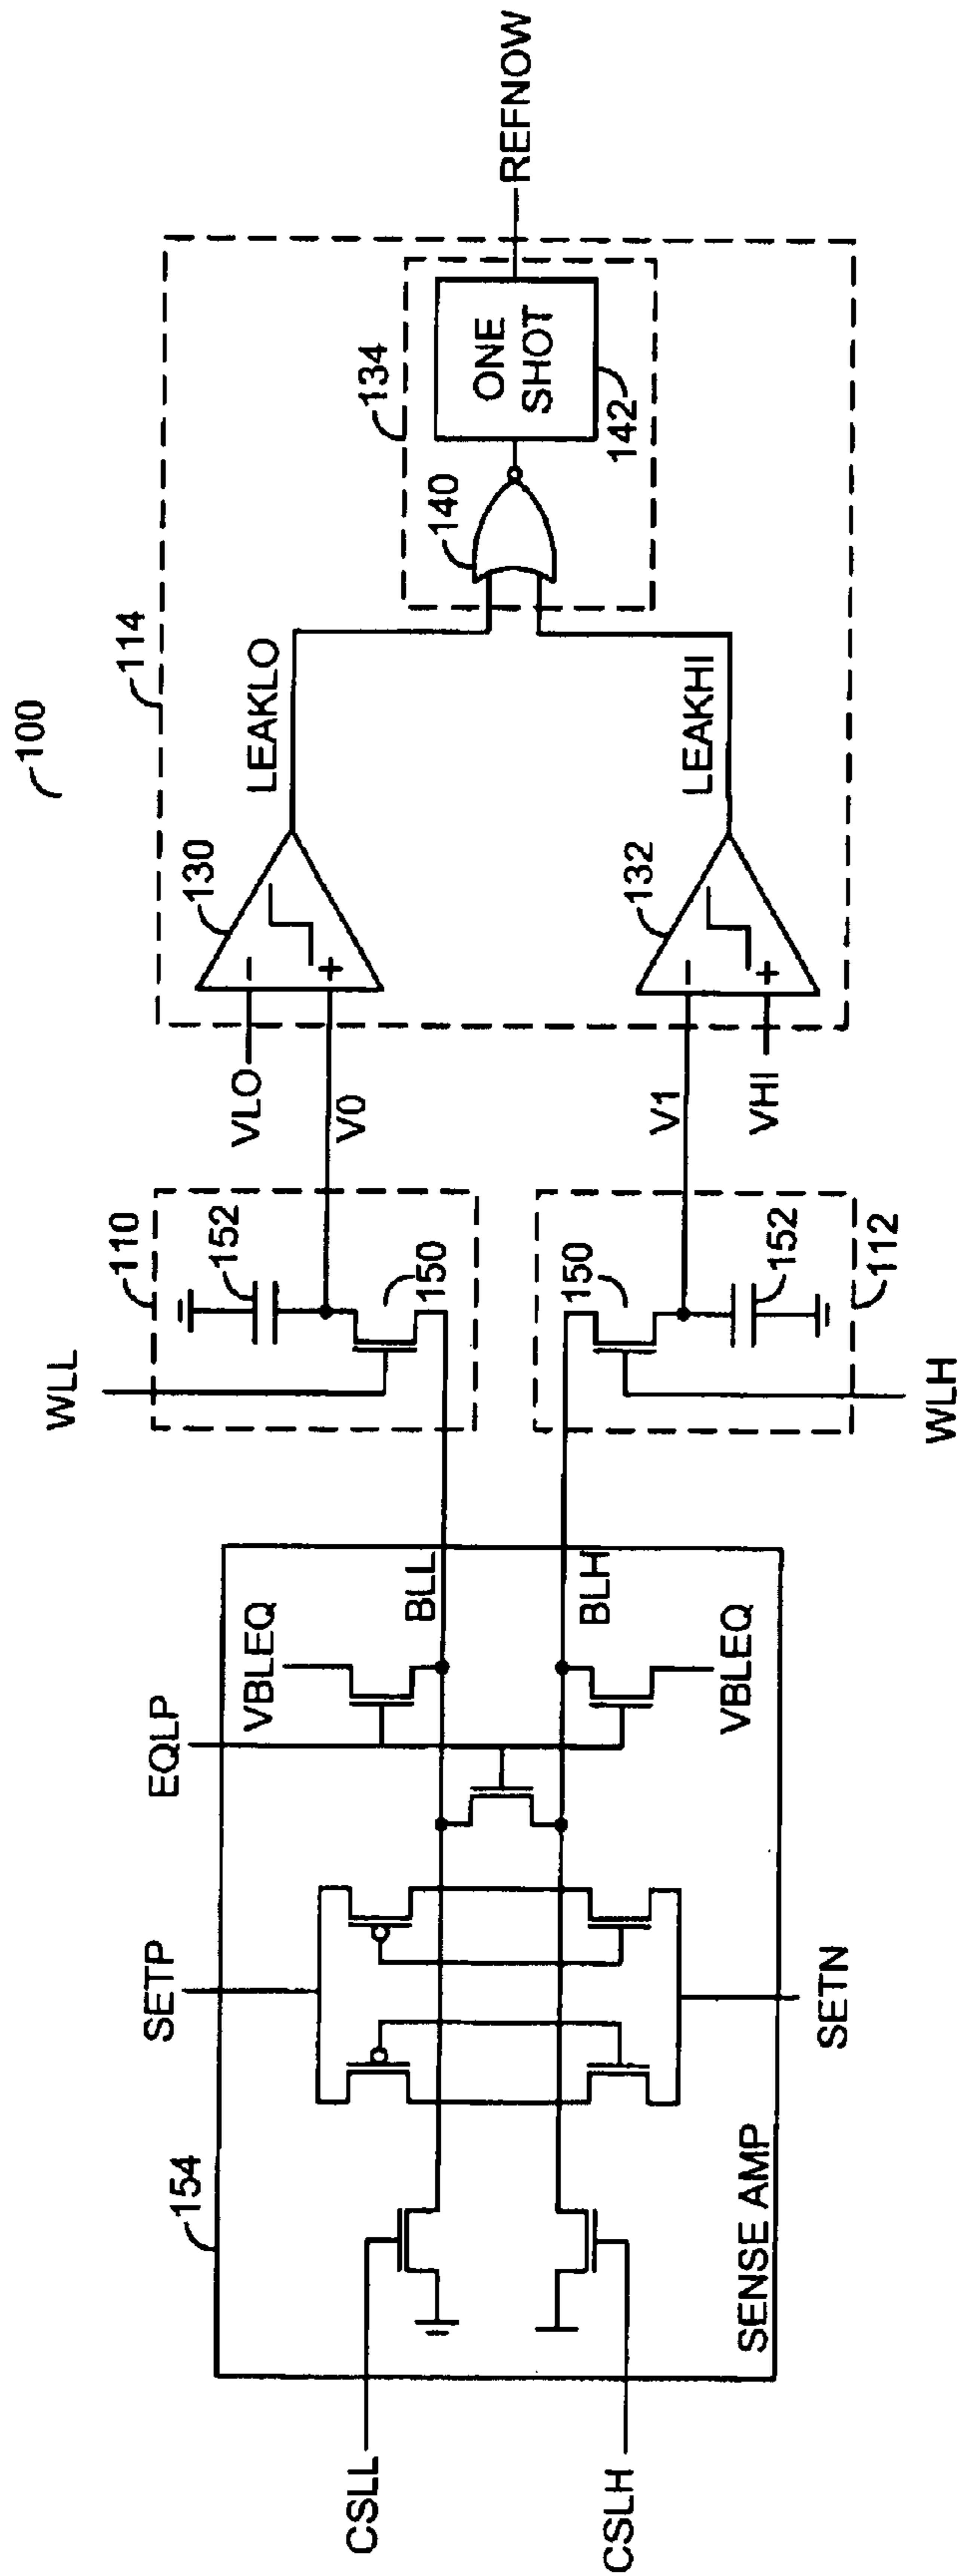 100
114
134
140
ONE
SHOT
142
REFNOW
LEAKLO
LEAKHI
130
−
+
132
−
+
VLO
V0
V1
VHI
110
152
150
WLL
150
152
112
WLH
154
SENSE AMP
CSLL
CSLH
SETP
SETN
EQLP
VBLEQ
VBLEQ
BLL
BLH